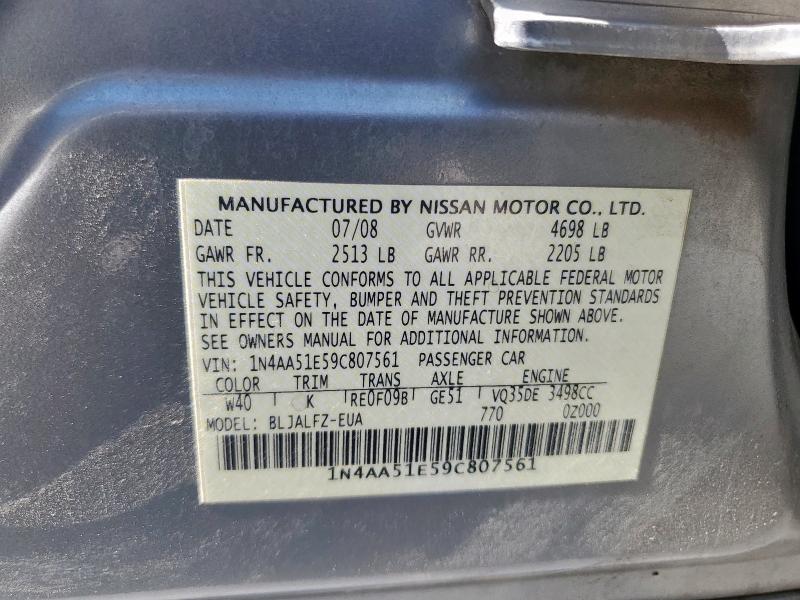 MANUFACTURED BY NISSAN MOTOR CO., LTD.
DATE 07/08 GVWR 4698 LB
GAWR FR. 2513 LB GAWR RR. 2205 LB
THIS VEHICLE CONFORMS TO ALL APPLICABLE FEDERAL MOTOR
VEHICLE SAFETY, BUMPER AND THEFT PREVENTION STANDARDS
IN EFFECT ON THE DATE OF MANUFACTURE SHOWN ABOVE.
SEE OWNERS MANUAL FOR ADDITIONAL INFORMATION.
VIN: 1N4AA51E59C807561 PASSENGER CAR
COLOR TRIM TRANS AXLE ENGINE
W40 K RE0F09B GE51 VQ35DE 3498CC
MODEL: BLJALFZ-EUA 770 0Z000
1N4AA51E59C807561